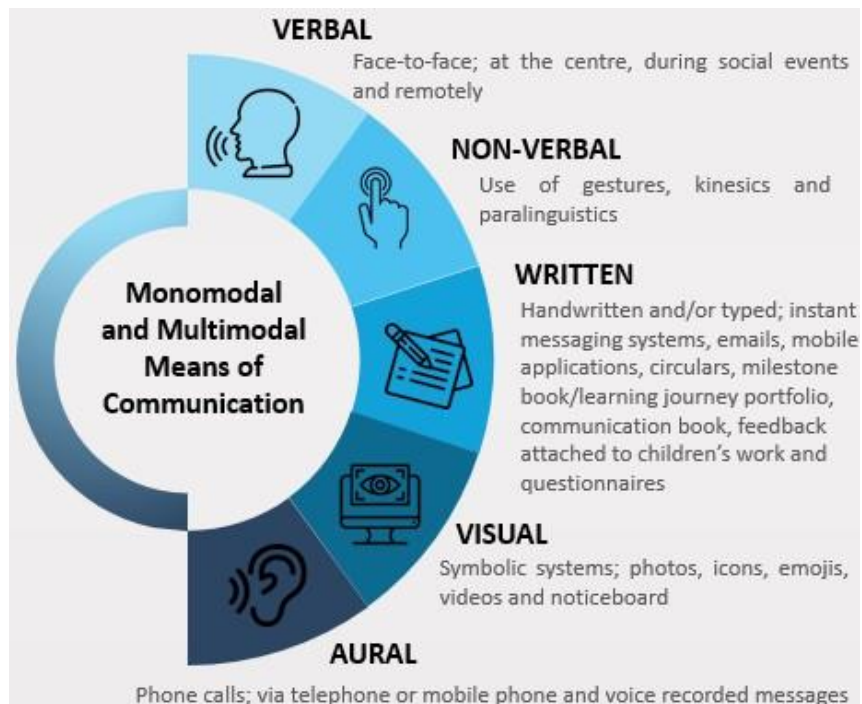 VERBAL
Face-to-face; at the centre, during social events
and remotely
NON-VERBAL
Use of gestures, kinesics and
paralinguistics
WRITTEN
Handwritten and/or typed; instant
messaging systems, emails, mobile
applications, circulars, milestone
book/learning journey portfolio,
communication book, feedback
attached to children's work and
questionnaires
Monomodal
and Multimodal
Means of
Communication
VISUAL
Symbolic systems; photos, icons, emojis,
videos and noticeboard
AURAL
Phone calls; via telephone or mobile phone and voice recorded messages